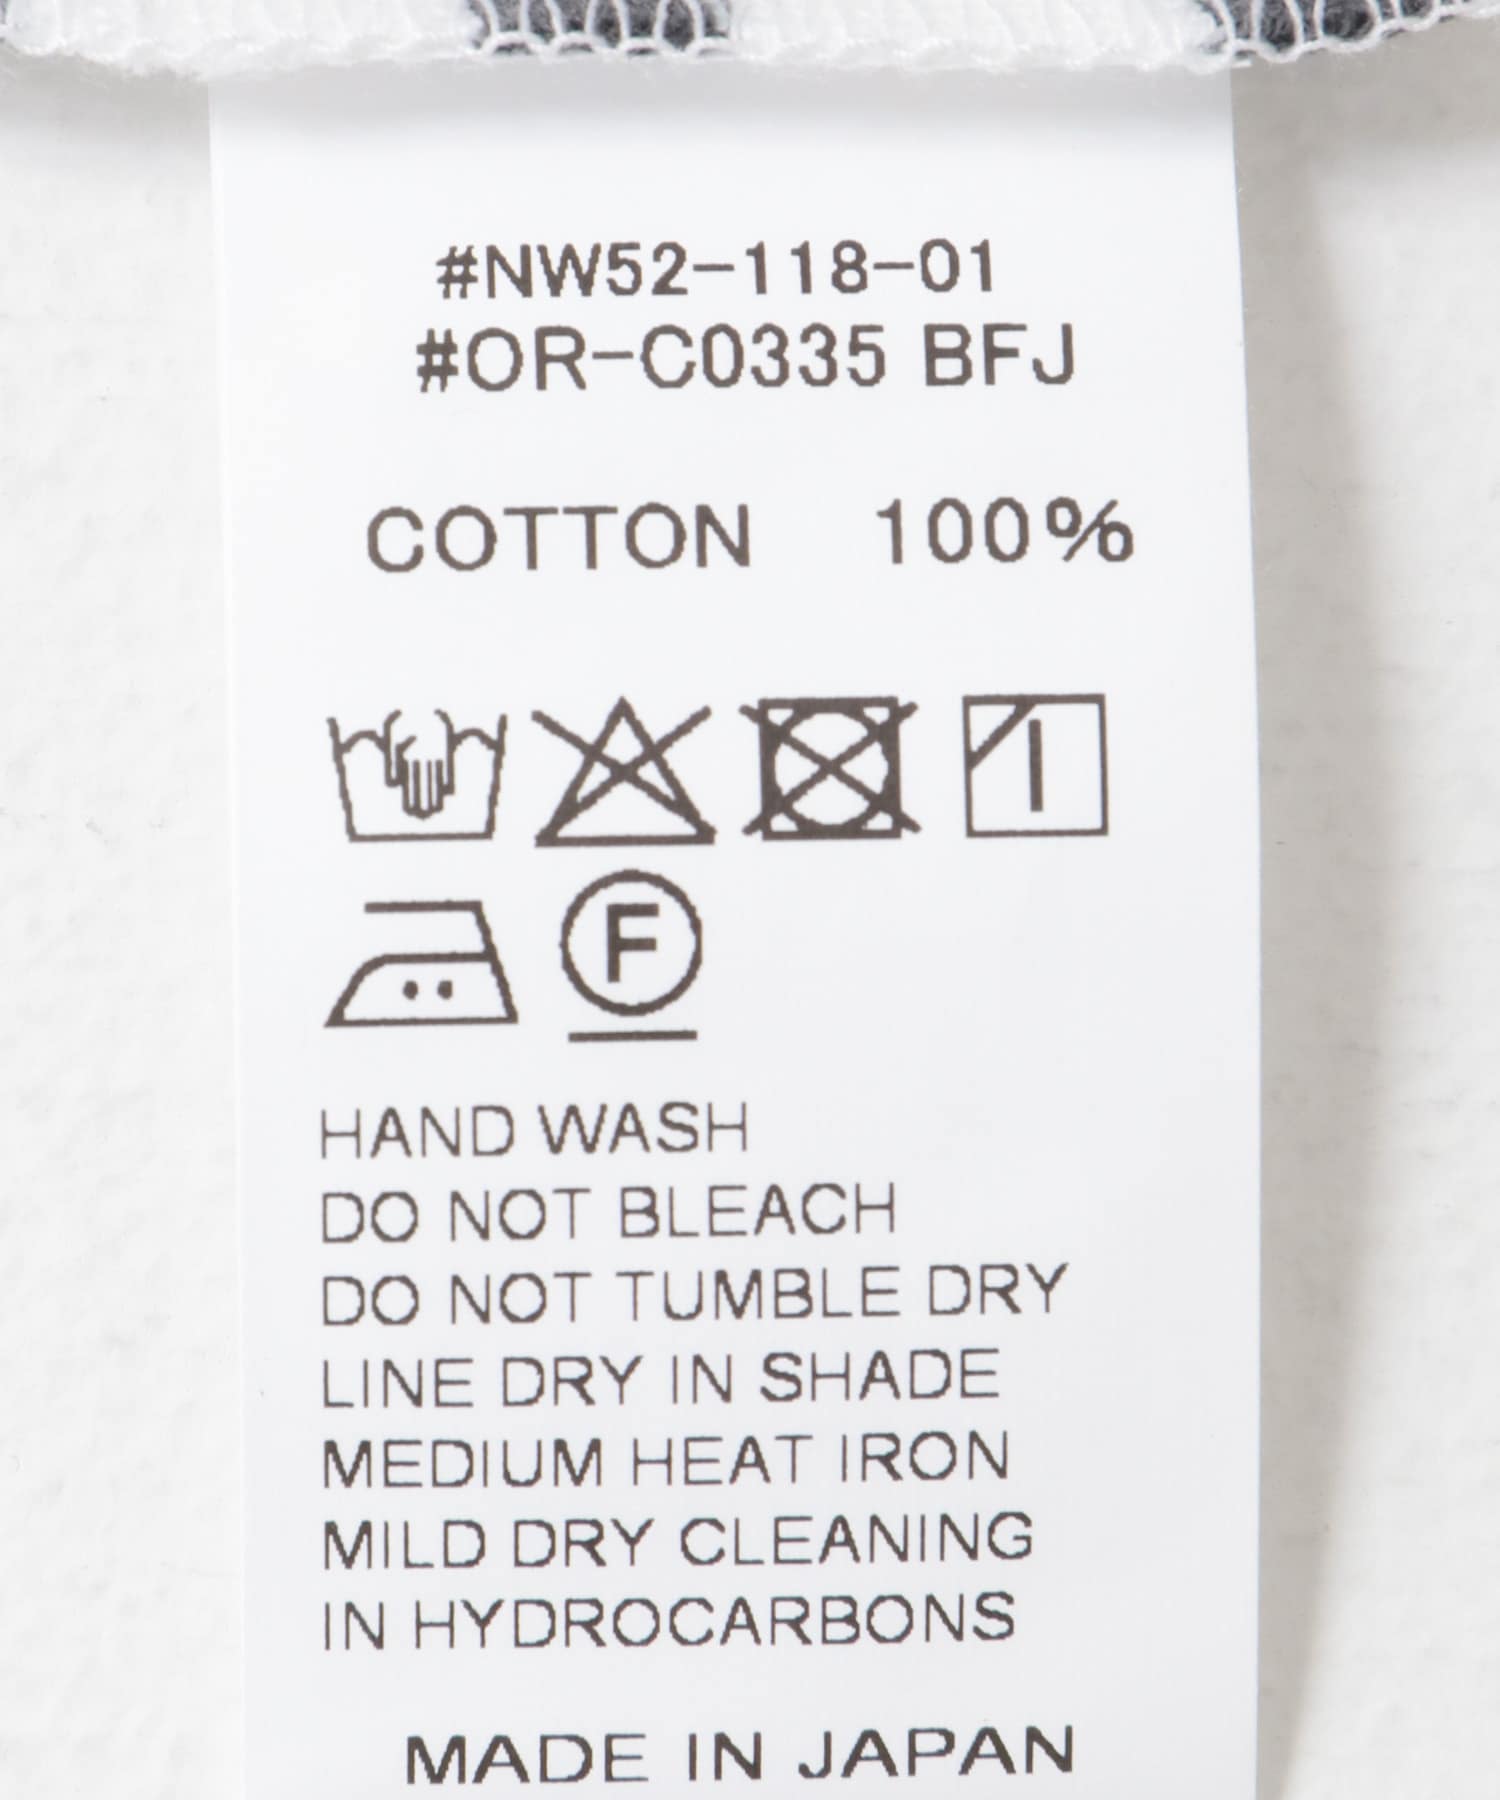 #NW52-118-01
#OR-C0335 BFJ
COTTON 100%
F
HAND WASH
DO NOT BLEACH
DO NOT TUMBLE DRY
LINE DRY IN SHADE
MEDIUM HEAT IRON
MILD DRY CLEANING
IN HYDROCARBONS
MADE IN JAPAN